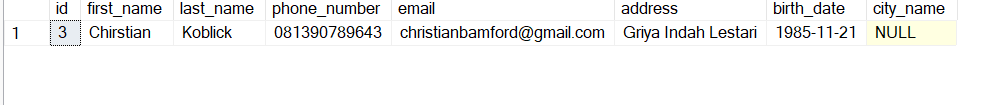 id first_name last_name phone_number email address birth_date city_name
1 3 Chirstian Koblick 081390789643 christianbamford@gmail.com Griya Indah Lestari 1985-11-21 NULL